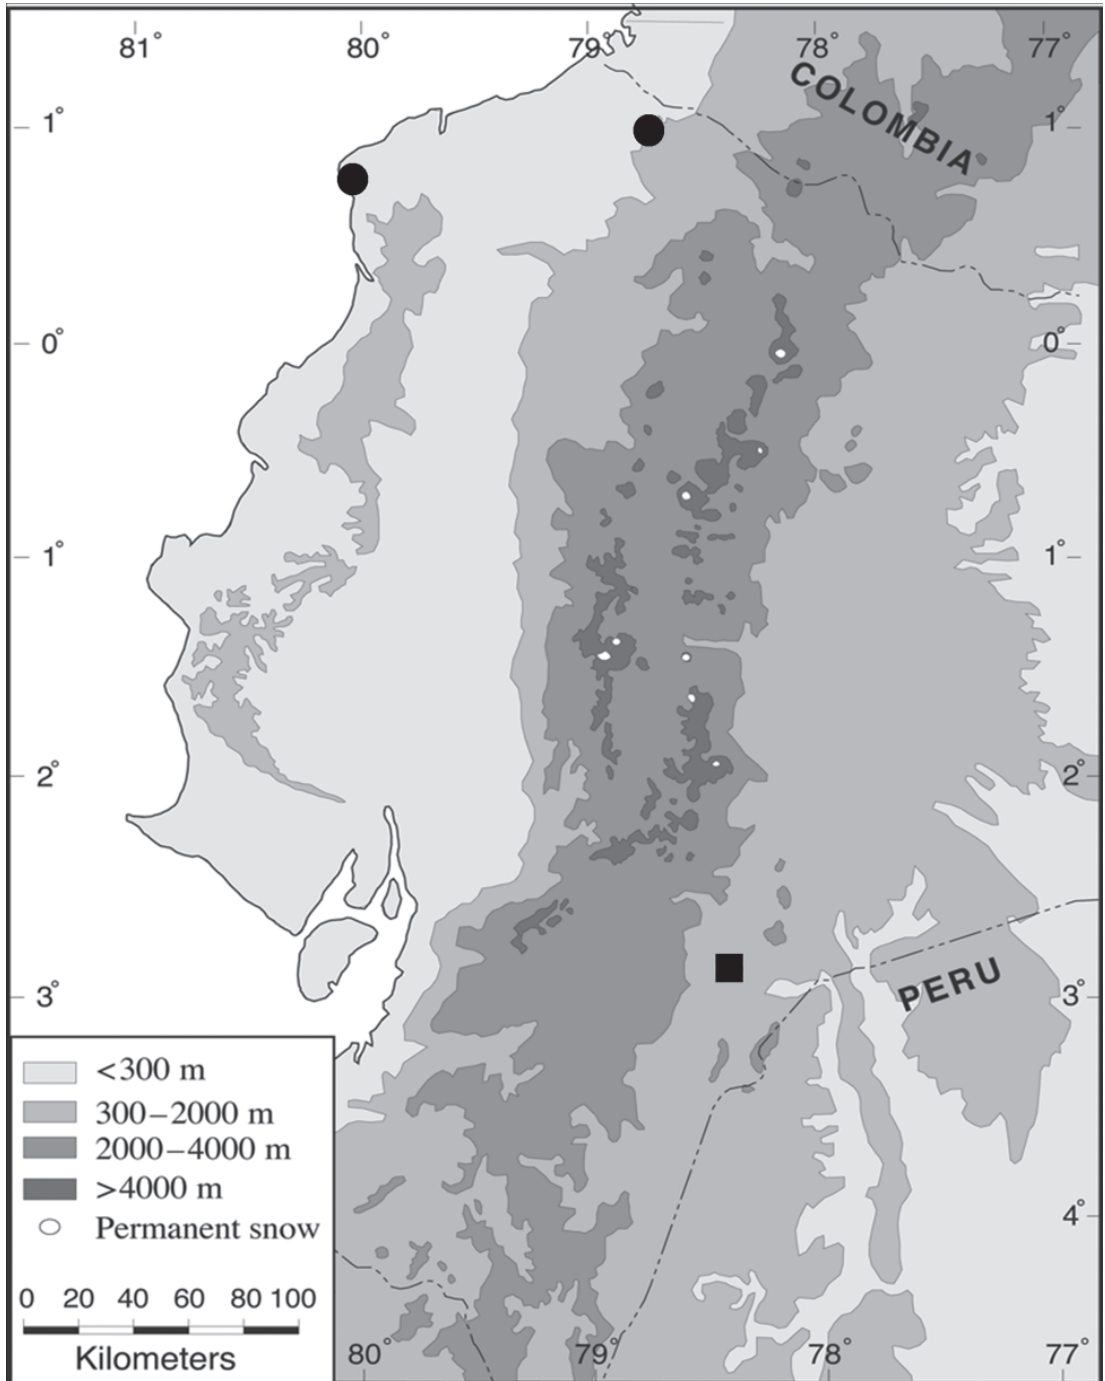 81° 80° 79° 78° 77°
COLOMBIA
1° 1°
0° 0°
1° 1°
2° 2°
PERU
3° 3°
<300 m
300–2000 m
2000–4000 m
>4000 m
Permanent snow
4°
0 20 40 60 80 100
Kilometers
80° 79° 78° 77°